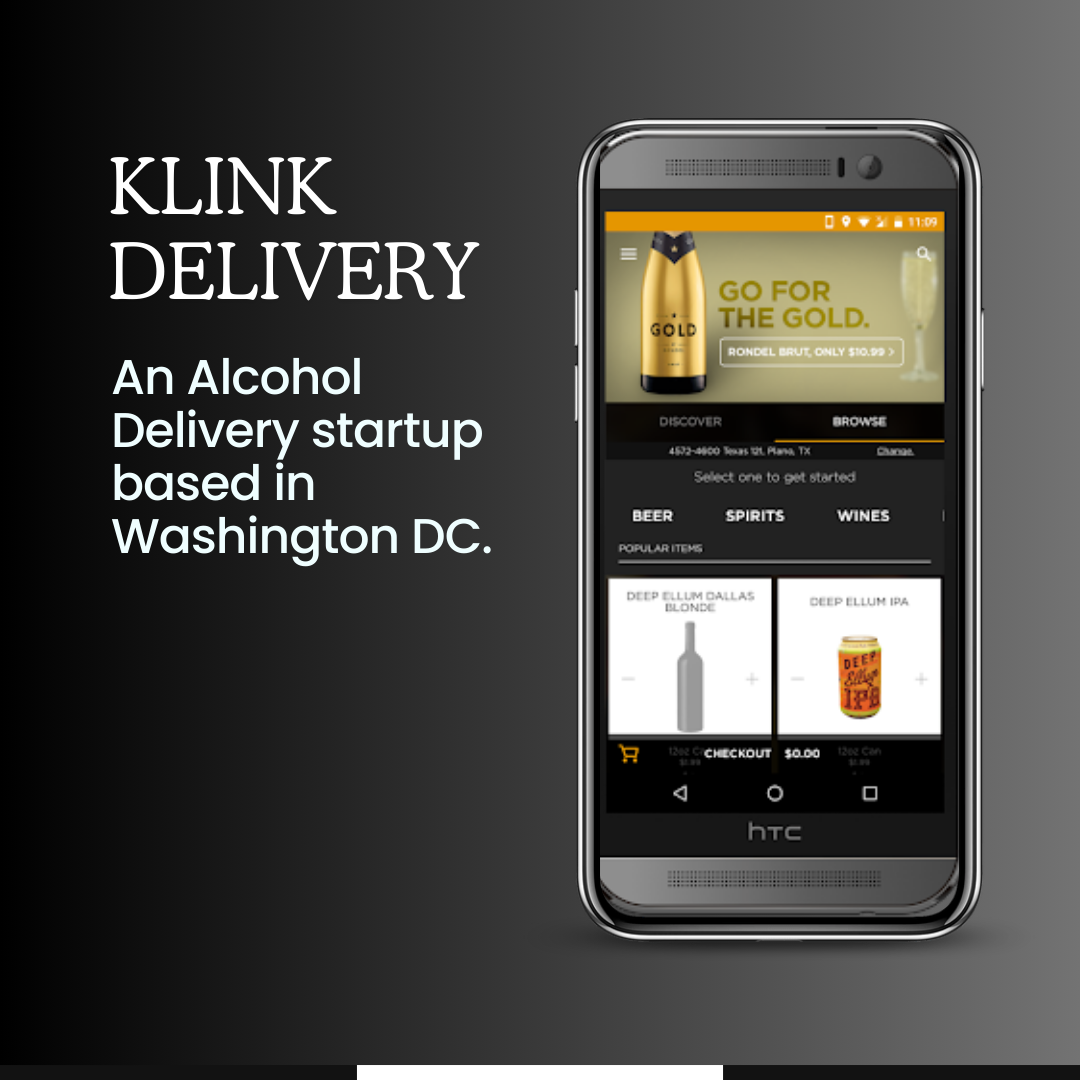 KLINK
DELIVERY
An Alcohol
Delivery startup
based in
Washington DC.
11:09
GOLD
GO FOR
THE GOLD.
RONDEL BRUT, ONLY $10.99 >
DISCOVER BROWSE
4572-4600 Texas 121, Plano, TX Change.
Select one to get started
BEER SPIRITS WINES
POPULAR ITEMS
DEEP ELLUM DALLAS
BLONDE
DEEP ELLUM IPA
DEEP
Ellum
IPA
12oz CHECKOUT $0.00 12oz Can
$1.99 $1.99
hTC